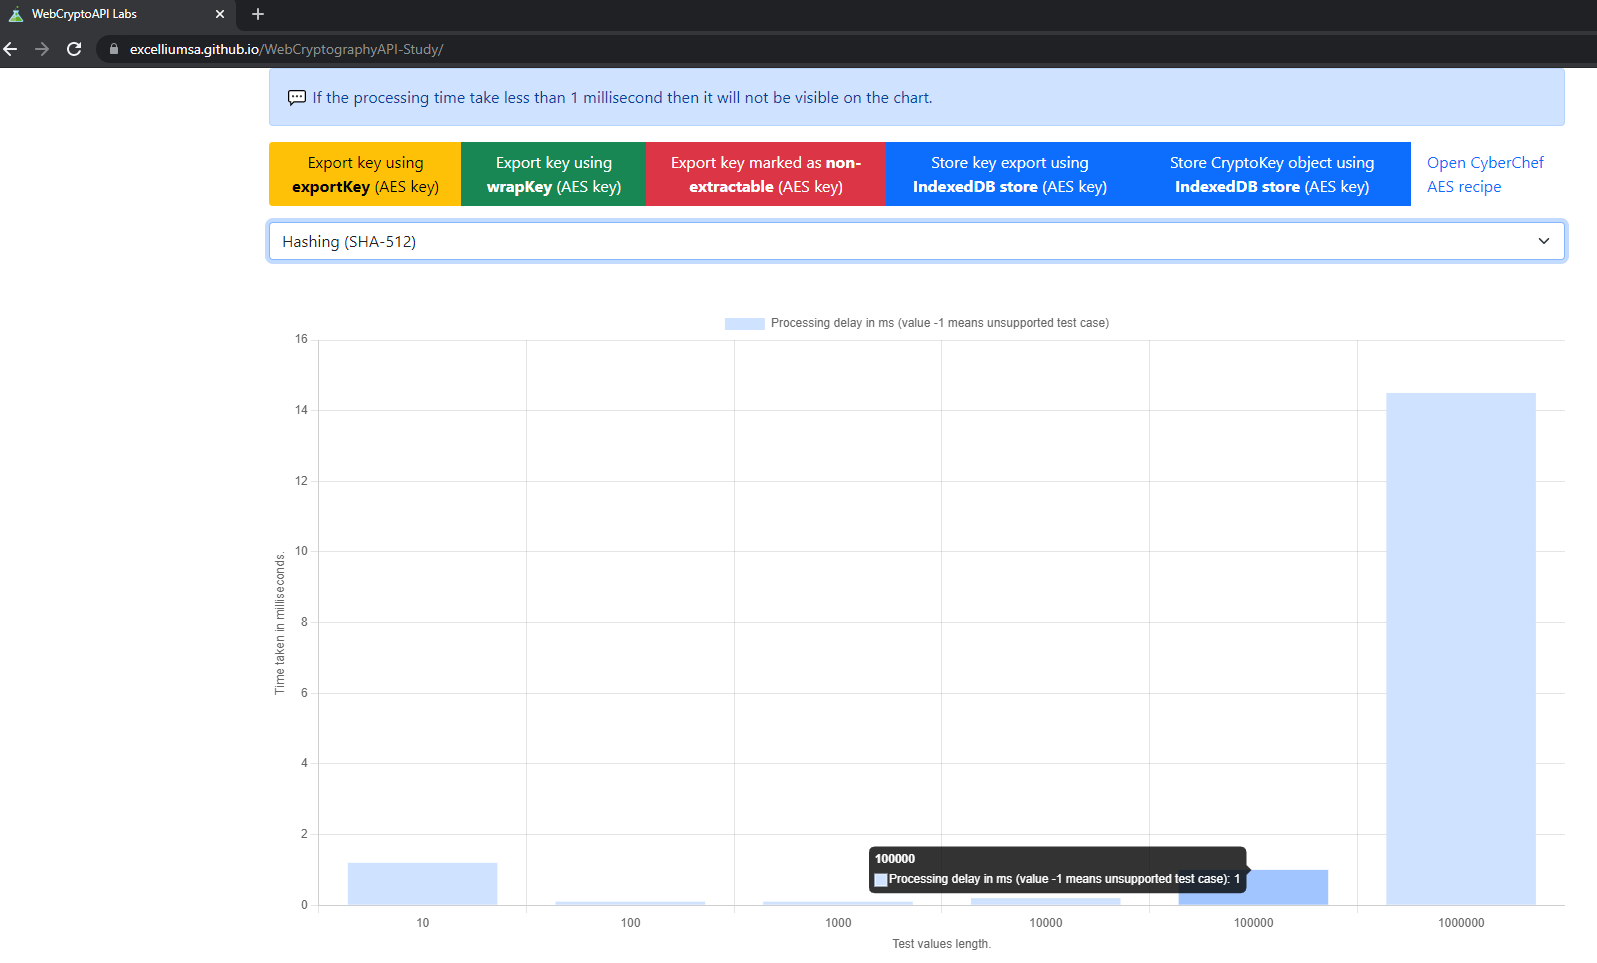 WebCryptoAPI Labs
excelliumsa.github.io/WebCryptographyAPI-Study/
If the processing time take less than 1 millisecond then it will not be visible on the chart.
Export key using
exportKey (AES key)
Export key using
wrapKey (AES key)
Export key marked as non-
extractable (AES key)
Store key export using
IndexedDB store (AES key)
Store CryptoKey object using
IndexedDB store (AES key)
Open CyberChef
AES recipe
Hashing (SHA-512)
Processing delay in ms (value -1 means unsupported test case)
16
14
12
10
8
6
4
2
0
Time taken in milliseconds.
100000
Processing delay in ms (value -1 means unsupported test case): 1
10
100
1000
10000
100000
1000000
Test values length.